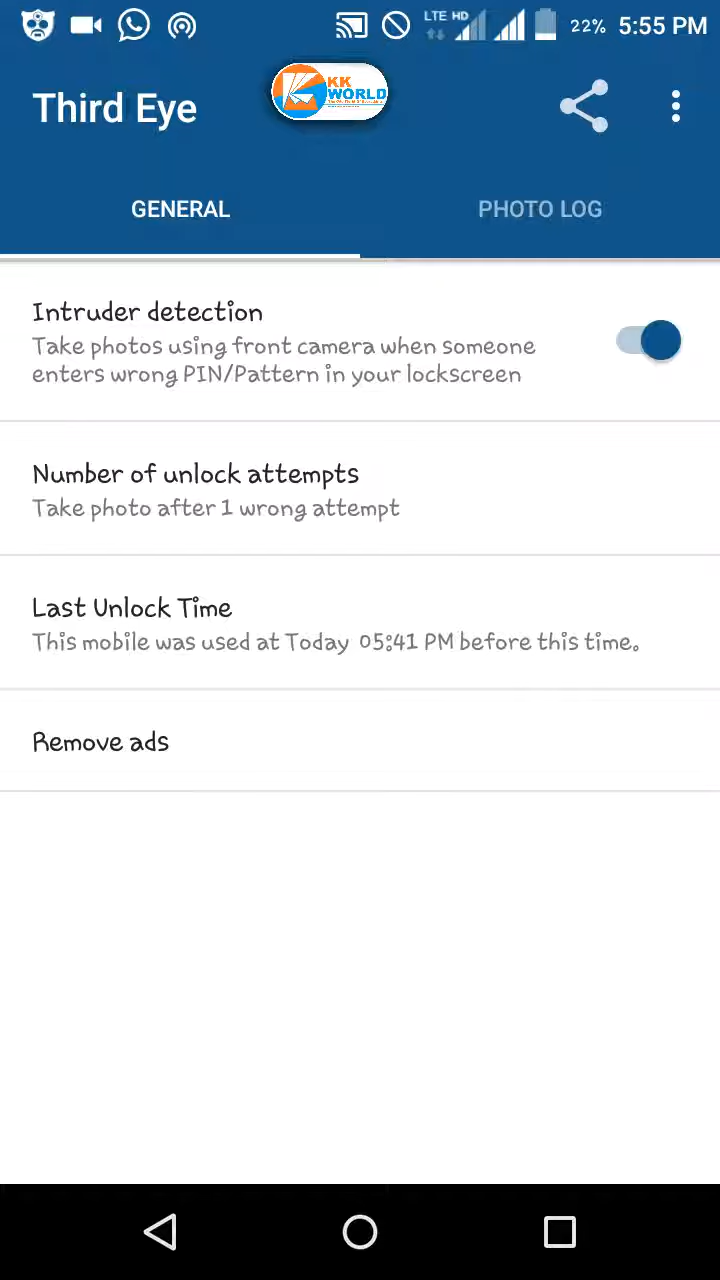 LTE HD
22% 5:55 PM
Third Eye
KK
WORLD
GENERAL
PHOTO LOG
Intruder detection
Take photos using front camera when someone
enters wrong PIN/Pattern in your lockscreen
Number of unlock attempts
Take photo after 1 wrong attempt
Last Unlock Time
This mobile was used at Today 05:41 PM before this time.
Remove ads